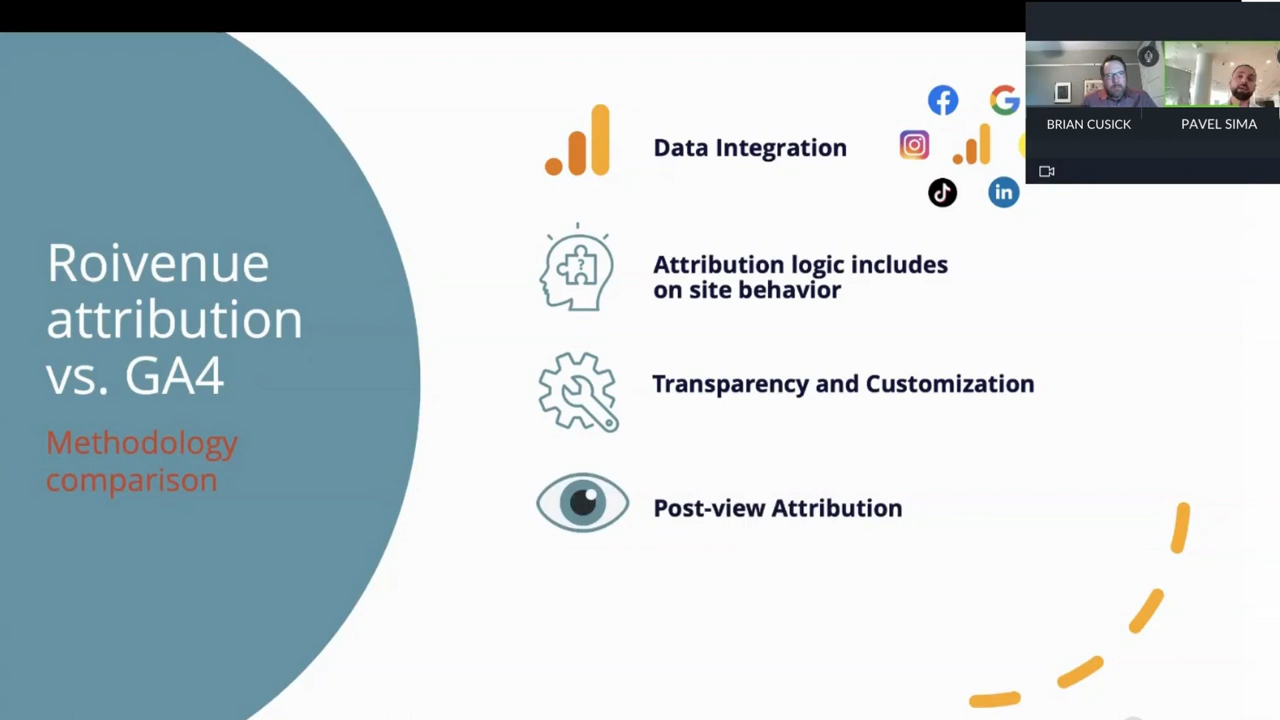 Roivenue
attribution
vs. GA4
Methodology
comparison
Data Integration
Attribution logic includes
on site behavior
Transparency and Customization
Post-view Attribution
BRIAN CUSICK
PAVEL SIMA